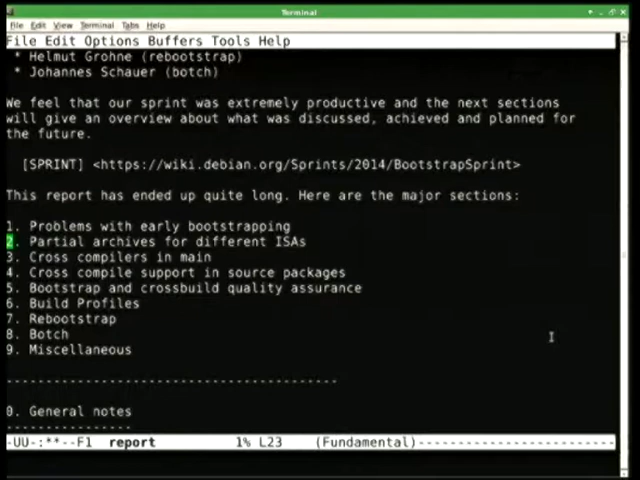 Terminal
File Edit View Terminal Tabs Help
File Edit Options Buffers Tools Help
* Helmut Grohne (rebootstrap)
* Johannes Schauer (botch)
We feel that our sprint was extremely productive and the next sections
will give an overview about what was discussed, achieved and planned for
the future.
[SPRINT] <https://wiki.debian.org/Sprints/2014/BootstrapSprint>
This report has ended up quite long. Here are the major sections:
1. Problems with early bootstrapping
2. Partial archives for different ISAs
3. Cross compilers in main
4. Cross compile support in source packages
5. Bootstrap and crossbuild quality assurance
6. Build Profiles
7. Rebootstrap
8. Botch
9. Miscellaneous
------------------------------------------
0. General notes
----------------
-UU-:**--F1  report  1% L23  (Fundamental)-------------------------